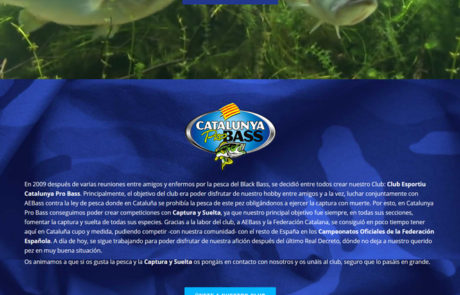 CATALUNYA
Pro BASS
En 2009 después de varias reuniones entre amigos y enfermos por la pesca del Black Bass, se decidió entre todos crear nuestro Club: Club Esportiu
Catalunya Pro Bass. Principalmente, el objetivo del club era poder disfrutar de nuestro hobby entre amigos y a la vez, luchar conjuntamente con
AEBass contra la ley de pesca donde en Cataluña se prohibía la pesca de este pez obligándonos a ejercer la captura con muerte. Por esto, en Catalunya
Pro Bass conseguimos poder crear competiciones con Captura y Suelta, ya que nuestro principal objetivo fue siempre, en todas sus secciones,
fomentar la captura y suelta de todas sus especies. Gracias a la labor del club, a AEBass y la Federación Catalana, se consiguió en poco tiempo tener
aquí en Cataluña cupo y medida, pudiendo competir -con nuestra comunidad- con el resto de España en los Campeonatos Oficiales de la Federación
Española. A día de hoy, se sigue trabajando para poder disfrutar de nuestra afición después del último Real Decreto, dónde no deja a nuestro querido
pez en muy buena situación.
Os animamos a que si os gusta la pesca y la Captura y Suelta os pongáis en contacto con nosotros y os unáis al club, seguro que lo pasáis en grande.